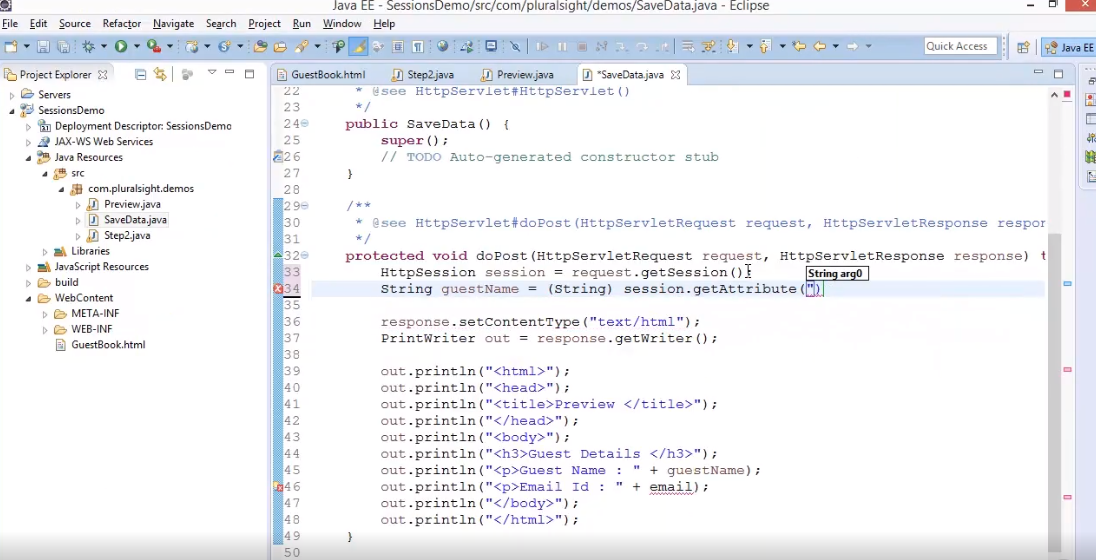 Java EE - SessionsDemo/src/com/pluralsight/demos/SaveData.java - Eclipse
File Edit Source Refactor Navigate Search Project Run Window Help
Quick Access
Java EE
Project Explorer
GuestBook.html
Step2.java
Preview.java
*SaveData.java
Servers
SessionsDemo
Deployment Descriptor: SessionsDemo
JAX-WS Web Services
Java Resources
src
com.pluralsight.demos
Preview.java
SaveData.java
Step2.java
Libraries
JavaScript Resources
build
WebContent
META-INF
WEB-INF
GuestBook.html
22 * @see HttpServlet#HttpServlet()
23 */
24 public SaveData() {
25 super();
26 // TODO Auto-generated constructor stub
27 }
28
29 /**
30 * @see HttpServlet#doPost(HttpServletRequest request, HttpServletResponse respor
31 */
32 protected void doPost(HttpServletRequest request, HttpServletResponse response) t
33 HttpSession session = request.getSession();
String arg0
34 String guestName = (String) session.getAttribute(")
35
36 response.setContentType("text/html");
37 PrintWriter out = response.getWriter();
38
39 out.println("<html>");
40 out.println("<head>");
41 out.println("<title>Preview </title>");
42 out.println("</head>");
43 out.println("<body>");
44 out.println("<h3>Guest Details </h3>");
45 out.println("<p>Guest Name : " + guestName);
46 out.println("<p>Email Id : " + email);
47 out.println("</body>");
48 out.println("</html>");
49 }
50